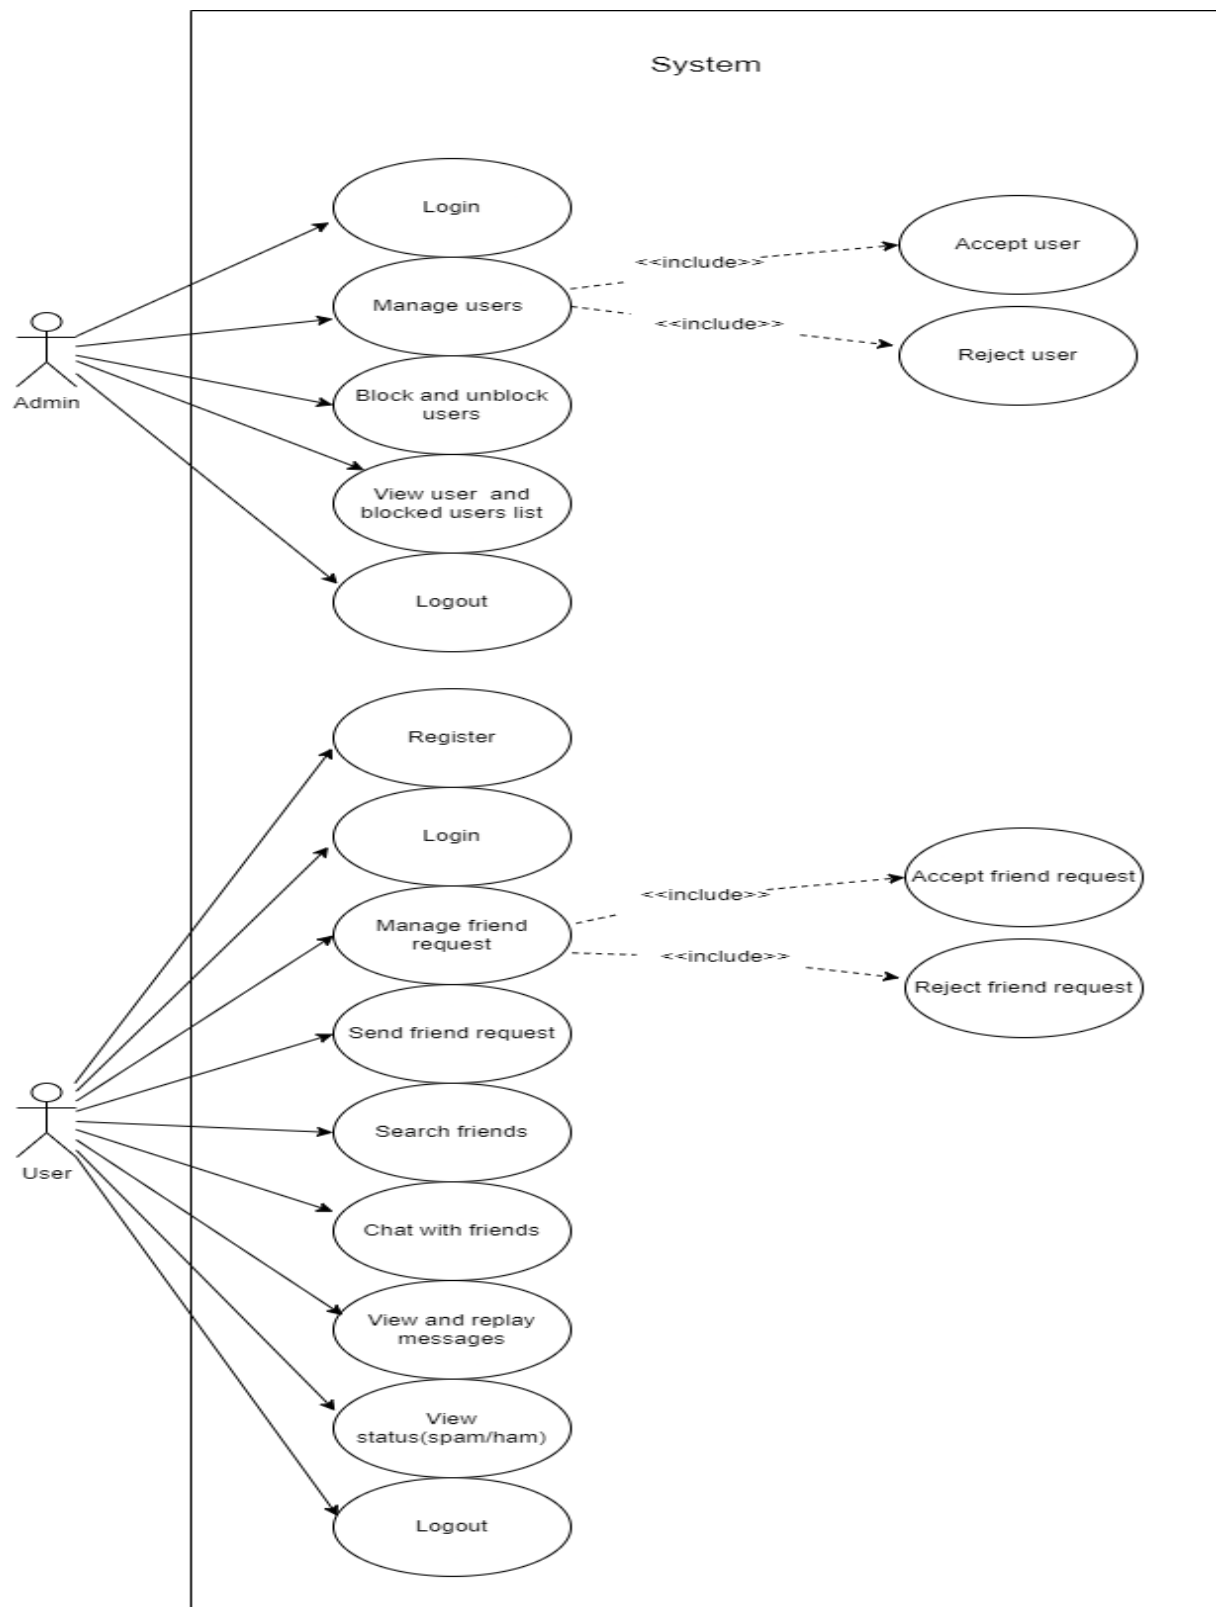 System
Login
Accept user
<<include>>
Manage users
<<include>>
Reject user
Admin
Block and unblock
users
View user and
blocked users list
Logout
Register
Login
Accept friend request
<<include>>
Manage friend
request
<<include>>
Reject friend request
Send friend request
Search friends
User
Chat with friends
View and replay
messages
View
status(spam/ham)
Logout